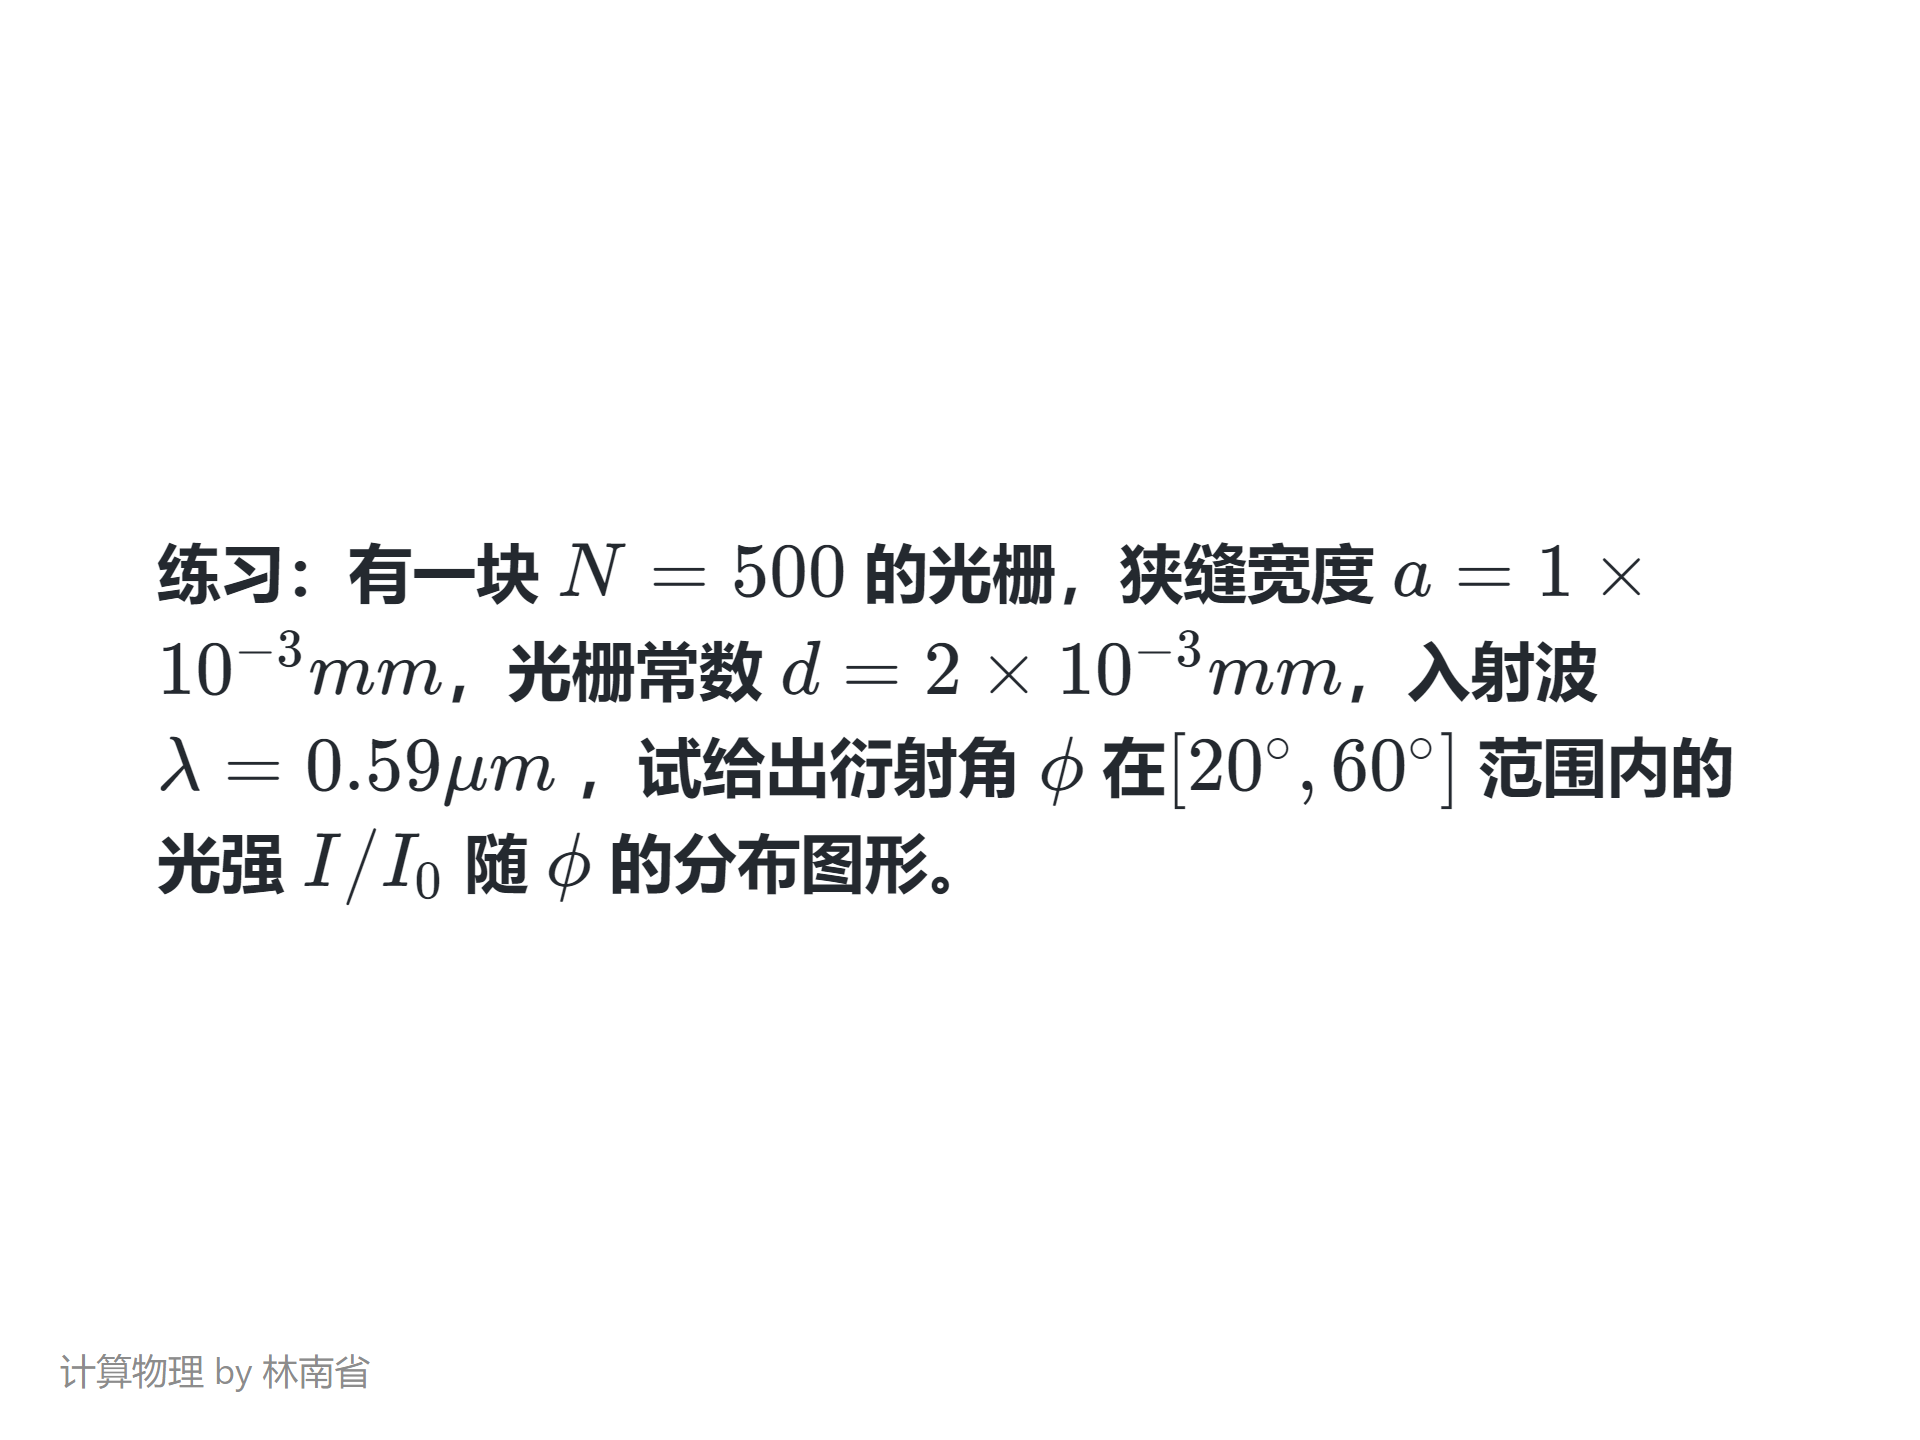 练习：有一块 N = 500 的光栅，狭缝宽度 a = 1 ×
10⁻³mm，光栅常数 d = 2 × 10⁻³mm，入射波
λ = 0.59μm ，试给出衍射角 ϕ 在[20°, 60°] 范围内的
光强 I/I₀ 随 ϕ 的分布图形。
计算物理 by 林南省